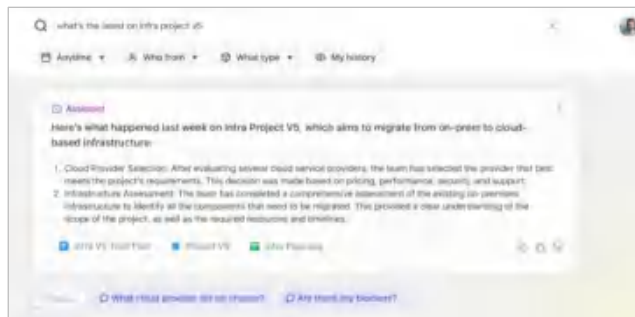 what's the latest on infra project v5
Anytime Who from What type My history
Assistant
Here's what happened last week on Infra Project V5, which aims to migrate from on-prem to cloud-
based infrastructure:
1. Cloud Provider Selection: After evaluating several cloud service providers, the team has selected the provider that best
meets the project's requirements. This decision was made based on pricing, performance, security, and support.
2. Infrastructure Assessment: The team has completed a comprehensive assessment of the existing on-premises
infrastructure to identify all the components that need to be migrated. This provided a clear understanding of the
scope of the project, as well as the required resources and timelines.
Infra V5 Project V5 Infra Planning
What cloud provider did we choose? Are there any blockers?